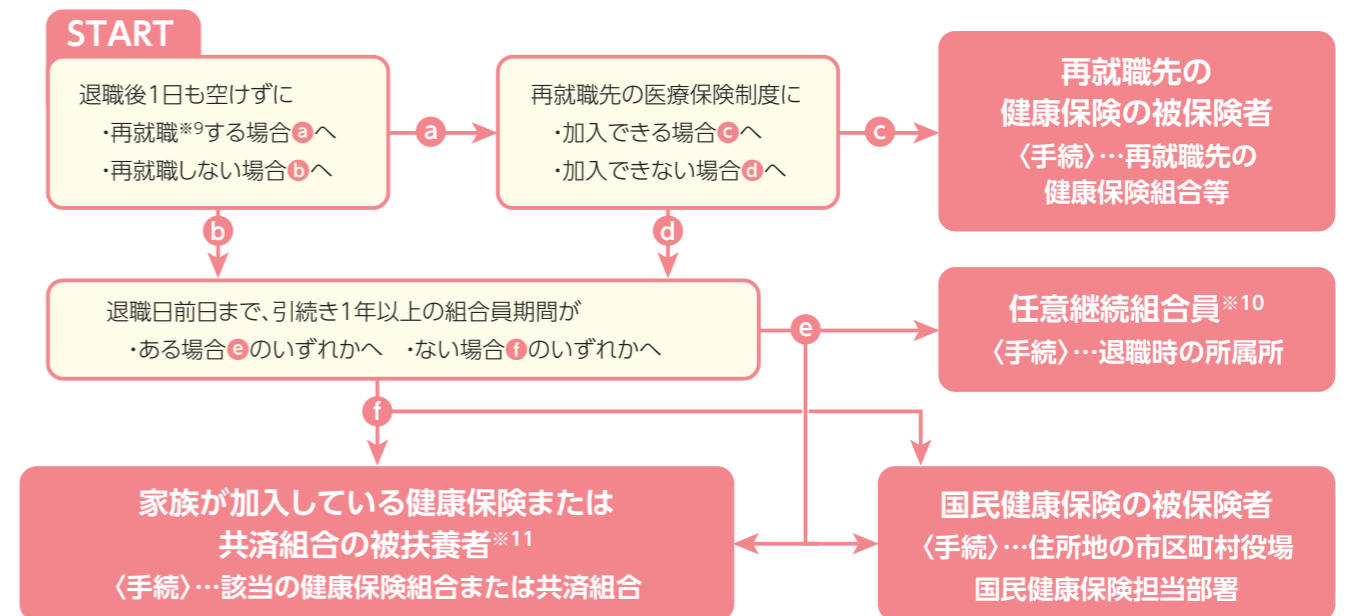 START
退職後1日も空けずに
・再就職※9する場合aへ
・再就職しない場合bへ
a
再就職先の医療保険制度に
・加入できる場合cへ
・加入できない場合dへ
c
再就職先の
健康保険の被保険者
〈手続〉…再就職先の
健康保険組合等
b
d
退職日前日まで、引続き1年以上の組合員期間が
・ある場合eのいずれかへ ・ない場合fのいずれかへ
e
任意継続組合員※10
〈手続〉…退職時の所属所
f
家族が加入している健康保険または
共済組合の被扶養者※11
〈手続〉…該当の健康保険組合または共済組合
国民健康保険の被保険者
〈手続〉…住所地の市区町村役場
国民健康保険担当部署